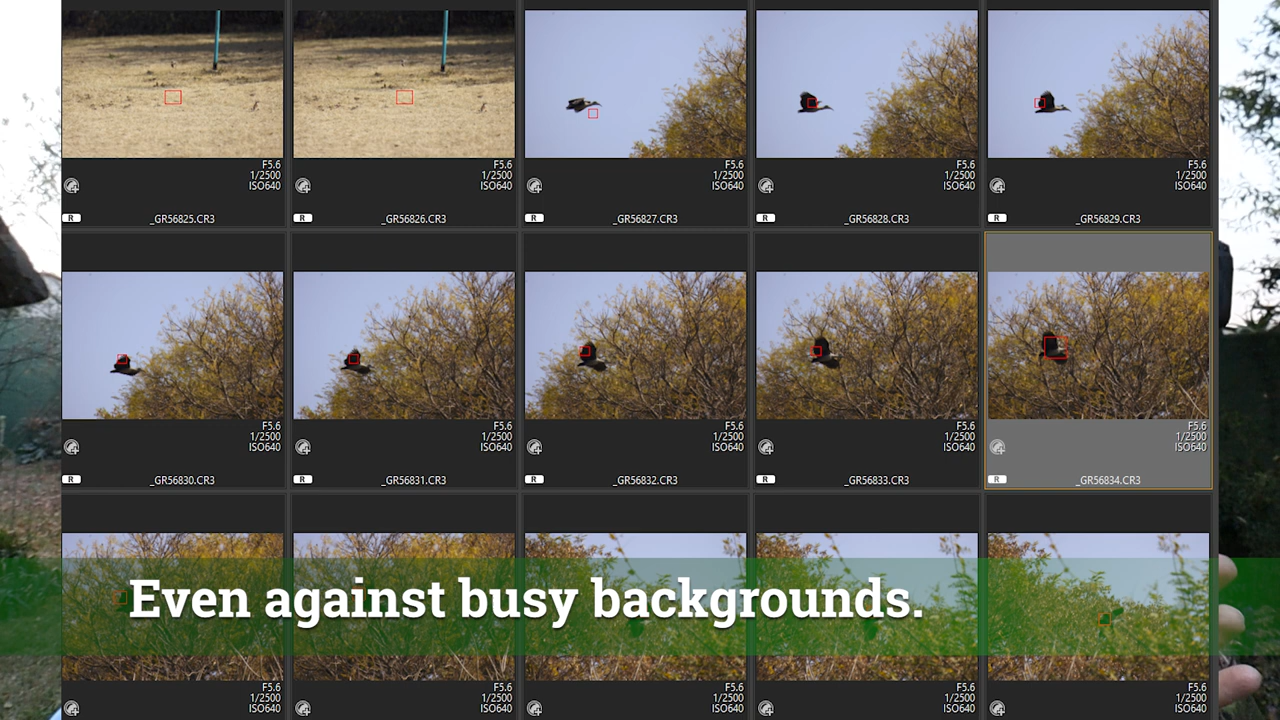 F5.6 F5.6 F5.6 F5.6 F5.6
1/2500 1/2500 1/2500 1/2500 1/2500
ISO640 ISO640 ISO640 ISO640 ISO640
R _GR56825.CR3 R _GR56826.CR3 R _GR56827.CR3 R _GR56828.CR3 R _GR56829.CR3
F5.6 F5.6 F5.6 F5.6 F5.6
1/2500 1/2500 1/2500 1/2500 1/2500
ISO640 ISO640 ISO640 ISO640 ISO640
R _GR56830.CR3 R _GR56831.CR3 R _GR56832.CR3 R _GR56833.CR3 R _GR56834.CR3
Even against busy backgrounds.
F5.6 F5.6 F5.6 F5.6 F5.6
1/2500 1/2500 1/2500 1/2500 1/2500
ISO640 ISO640 ISO640 ISO640 ISO640